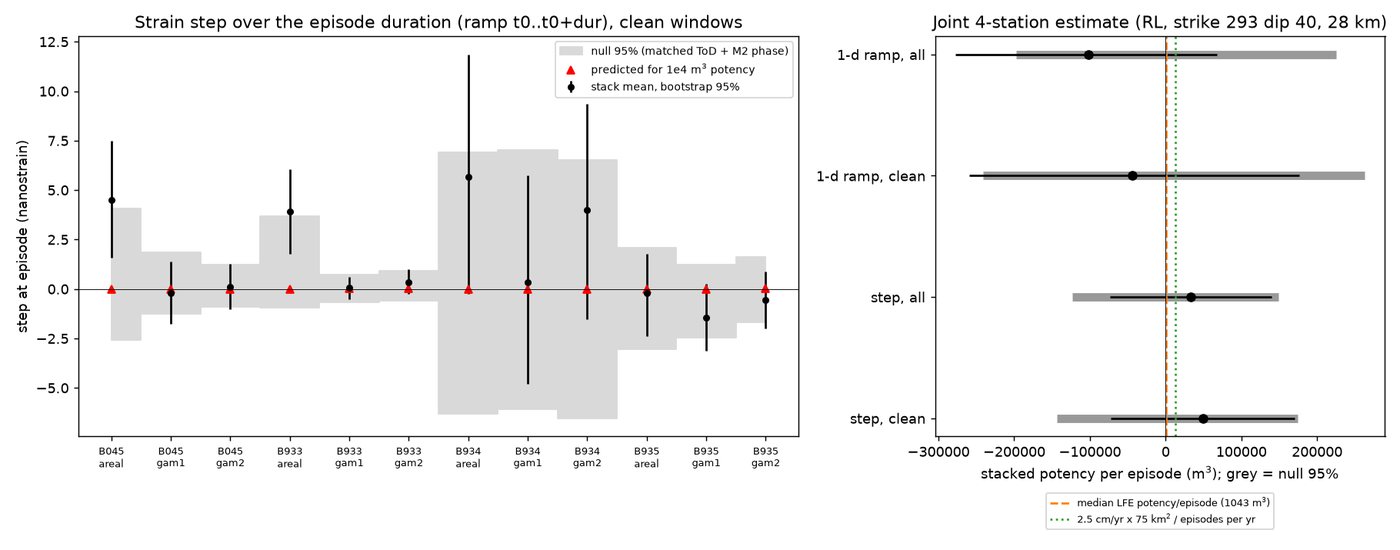 Strain step over the episode duration (ramp t0..t0+dur), clean windows
step at episode (nanostrain)
12.5
10.0
7.5
5.0
2.5
0.0
−2.5
−5.0
null 95% (matched ToD + M2 phase)
predicted for 1e4 m³ potency
stack mean, bootstrap 95%
B045
areal
B045
gam1
B045
gam2
B933
areal
B933
gam1
B933
gam2
B934
areal
B934
gam1
B934
gam2
B935
areal
B935
gam1
B935
gam2
Joint 4-station estimate (RL, strike 293 dip 40, 28 km)
1-d ramp, all
1-d ramp, clean
step, all
step, clean
−300000
−200000
−100000
0
100000
200000
stacked potency per episode (m³); grey = null 95%
median LFE potency/episode (1043 m³)
2.5 cm/yr x 75 km² / episodes per yr